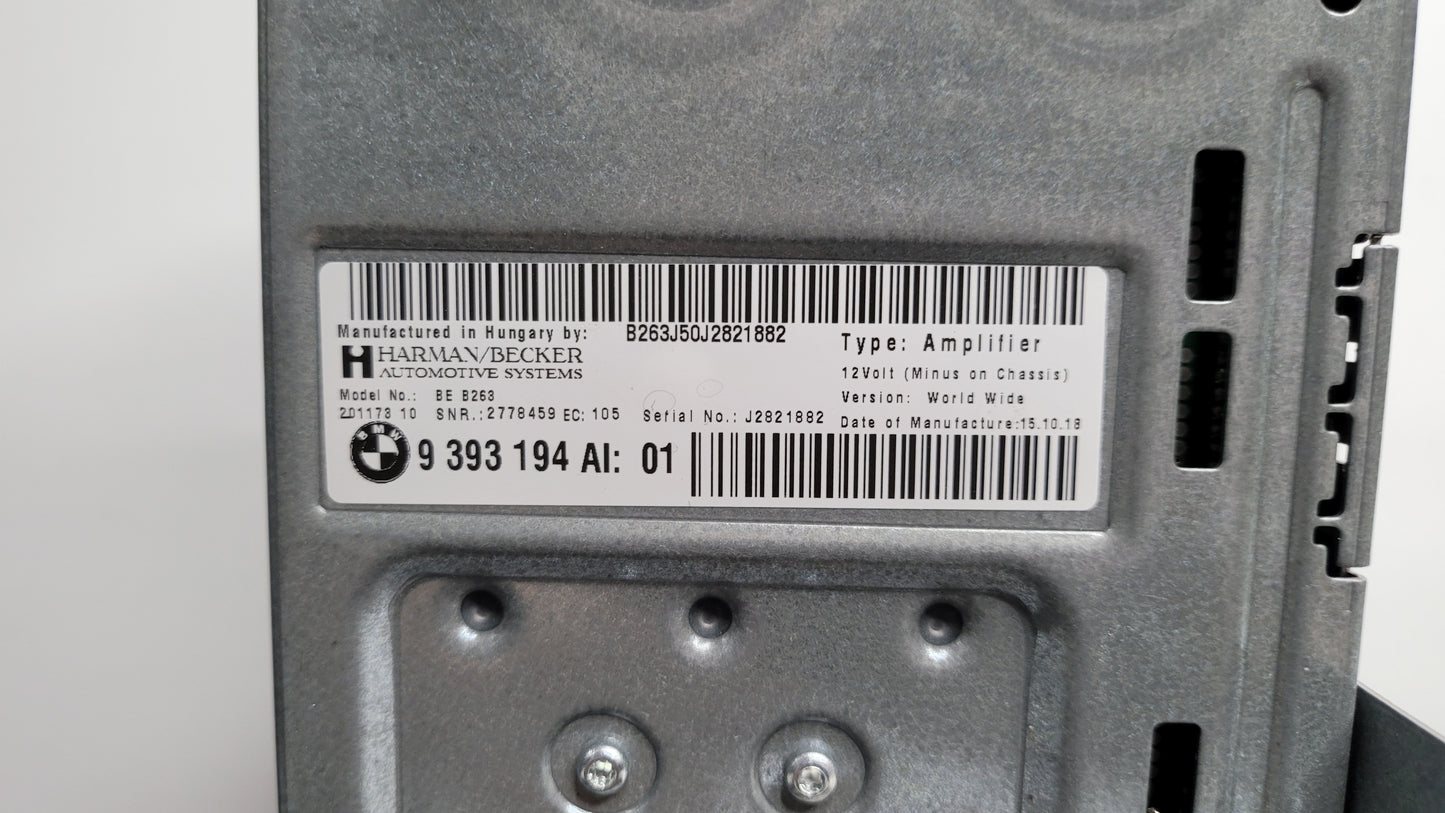 Manufactured in Hungary by:
B263J50J2821882
HARMAN/BECKER
AUTOMOTIVE SYSTEMS
Type: Amplifier
12Volt (Minus on Chassis)
Model No.: BE B263
Version: World Wide
201173 10 SNR.:2778459 EC: 105 Serial No.: J2821882
Date of Manufacture:15.10.18
BMW
9 393 194 AI: 01